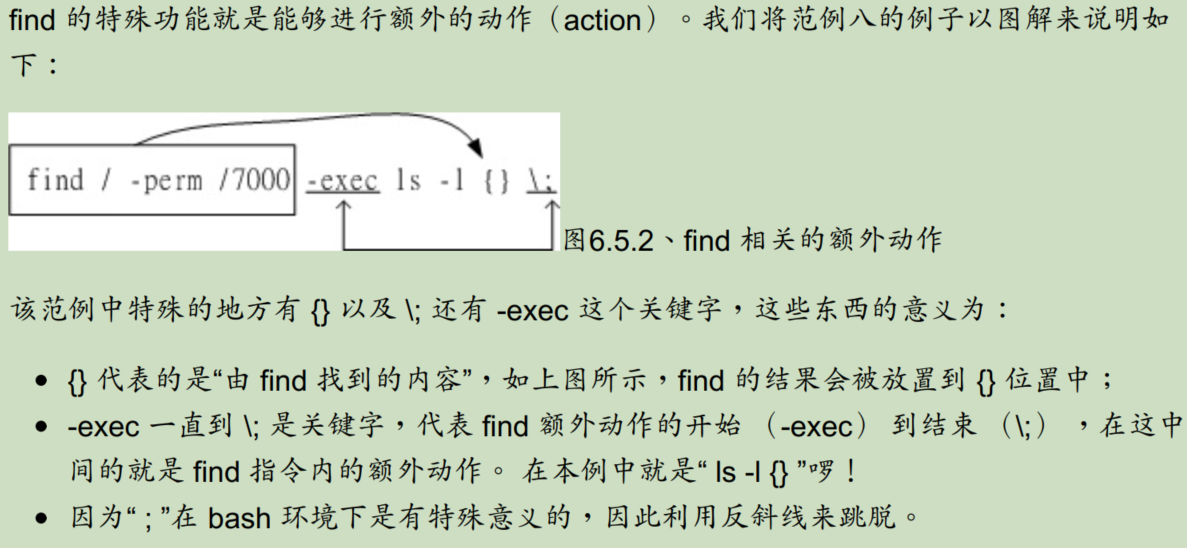 find 的特殊功能就是能够进行额外的动作（action）。我们将范例八的例子以图解来说明如
下：
find / -perm /7000 -exec ls -l {} \;
图6.5.2、find 相关的额外动作
该范例中特殊的地方有 {} 以及 \; 还有 -exec 这个关键字，这些东西的意义为：
• {} 代表的是“由 find 找到的内容”，如上图所示，find 的结果会被放置到 {} 位置中；
• -exec 一直到 \; 是关键字，代表 find 额外动作的开始 （-exec） 到结束 （\;） ，在这中
间的就是 find 指令内的额外动作。 在本例中就是“ ls -l {} ”啰！
• 因为“ ; ”在 bash 环境下是有特殊意义的，因此利用反斜线来跳脱。